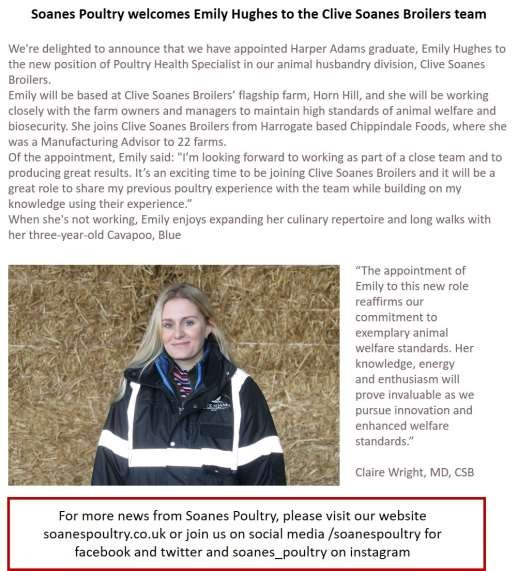 Soanes Poultry welcomes Emily Hughes to the Clive Soanes Broilers team
We're delighted to announce that we have appointed Harper Adams graduate, Emily Hughes to
the new position of Poultry Health Specialist in our animal husbandry division, Clive Soanes
Broilers.
Emily will be based at Clive Soanes Broilers' flagship farm, Horn Hill, and she will be working
closely with the farm owners and managers to maintain high standards of animal welfare and
biosecurity. She joins Clive Soanes Broilers from Harrogate based Chippindale Foods, where she
was a Manufacturing Advisor to 22 farms.
Of the appointment, Emily said: "I'm looking forward to working as part of a close team and to
producing great results. It's an exciting time to be joining Clive Soanes Broilers and it will be a
great role to share my previous poultry experience with the team while building on my
knowledge using their experience."
When she's not working, Emily enjoys expanding her culinary repertoire and long walks with
her three-year-old Cavapoo, Blue
"The appointment of
Emily to this new role
reaffirms our
commitment to
exemplary animal
welfare standards. Her
knowledge, energy
and enthusiasm will
prove invaluable as we
pursue innovation and
enhanced welfare
standards."
Claire Wright, MD, CSB
For more news from Soanes Poultry, please visit our website
soanespoultry.co.uk or join us on social media /soanespoultry for
facebook and twitter and soanes_poultry on instagram